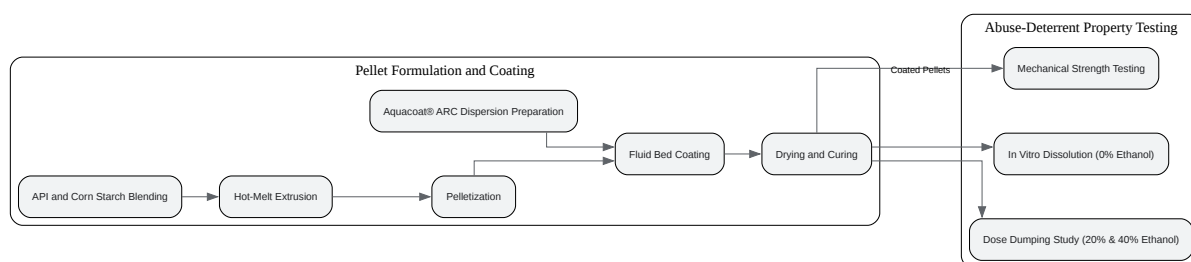 Abuse-Deterrent Property Testing
Pellet Formulation and Coating
Mechanical Strength Testing
Coated Pellets
Aquacoat® ARC Dispersion Preparation
Fluid Bed Coating
Drying and Curing
In Vitro Dissolution (0% Ethanol)
API and Corn Starch Blending
Hot-Melt Extrusion
Pelletization
Dose Dumping Study (20% & 40% Ethanol)